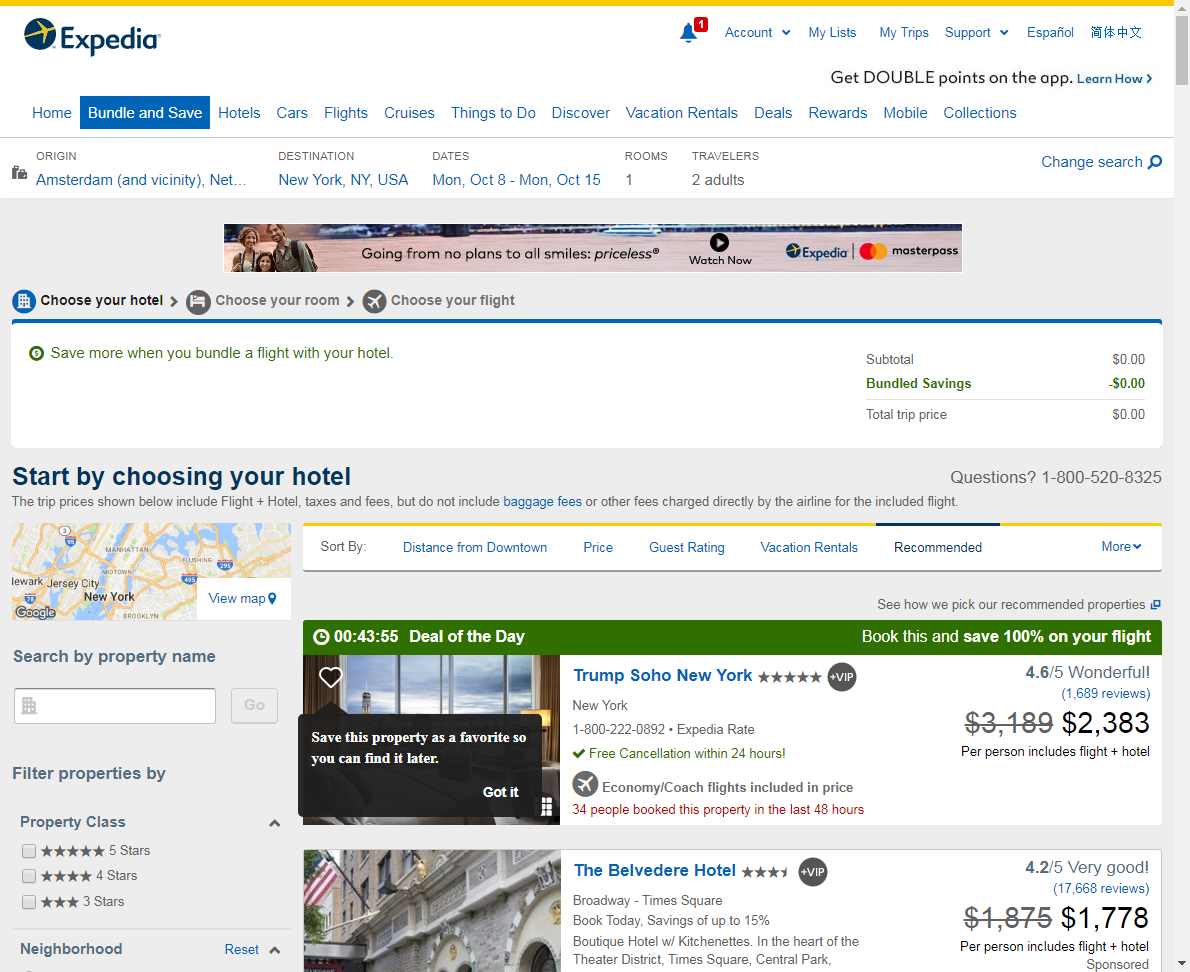 Expedia
1
Account
My Lists
My Trips
Support
Español
简体中文
Get DOUBLE points on the app. Learn How
Home
Bundle and Save
Hotels
Cars
Flights
Cruises
Things to Do
Discover
Vacation Rentals
Deals
Rewards
Mobile
Collections
ORIGIN
Amsterdam (and vicinity), Net…
DESTINATION
New York, NY, USA
DATES
Mon, Oct 8 - Mon, Oct 15
ROOMS
1
TRAVELERS
2 adults
Change search
Going from no plans to all smiles: priceless®
Watch Now
Expedia
masterpass
Choose your hotel
Choose your room
Choose your flight
Save more when you bundle a flight with your hotel.
Subtotal $0.00
Bundled Savings -$0.00
Total trip price $0.00
Start by choosing your hotel
Questions? 1-800-520-8325
The trip prices shown below include Flight + Hotel, taxes and fees, but do not include baggage fees or other fees charged directly by the airline for the included flight.
3
95
MANHATTAN
FLUSHING
MIDTOWN
295
495
lewark
Jersey City
78
New York
BROOKLYN
Google
View map
Search by property name
Go
Filter properties by
Property Class
5 Stars
4 Stars
3 Stars
Neighborhood
Reset
Sort By:
Distance from Downtown
Price
Guest Rating
Vacation Rentals
Recommended
More
See how we pick our recommended properties
00:43:55 Deal of the Day
Book this and save 100% on your flight
Save this property as a favorite so
you can find it later.
Got it
Trump Soho New York
+VIP
New York
1-800-222-0892 • Expedia Rate
Free Cancellation within 24 hours!
Economy/Coach flights included in price
34 people booked this property in the last 48 hours
4.6/5 Wonderful!
(1,689 reviews)
$3,189 $2,383
Per person includes flight + hotel
The Belvedere Hotel
+VIP
Broadway - Times Square
Book Today, Savings of up to 15%
Boutique Hotel w/ Kitchenettes. In the heart of the
Theater District, Times Square, Central Park,
4.2/5 Very good!
(17,668 reviews)
$1,875 $1,778
Per person includes flight + hotel
Sponsored